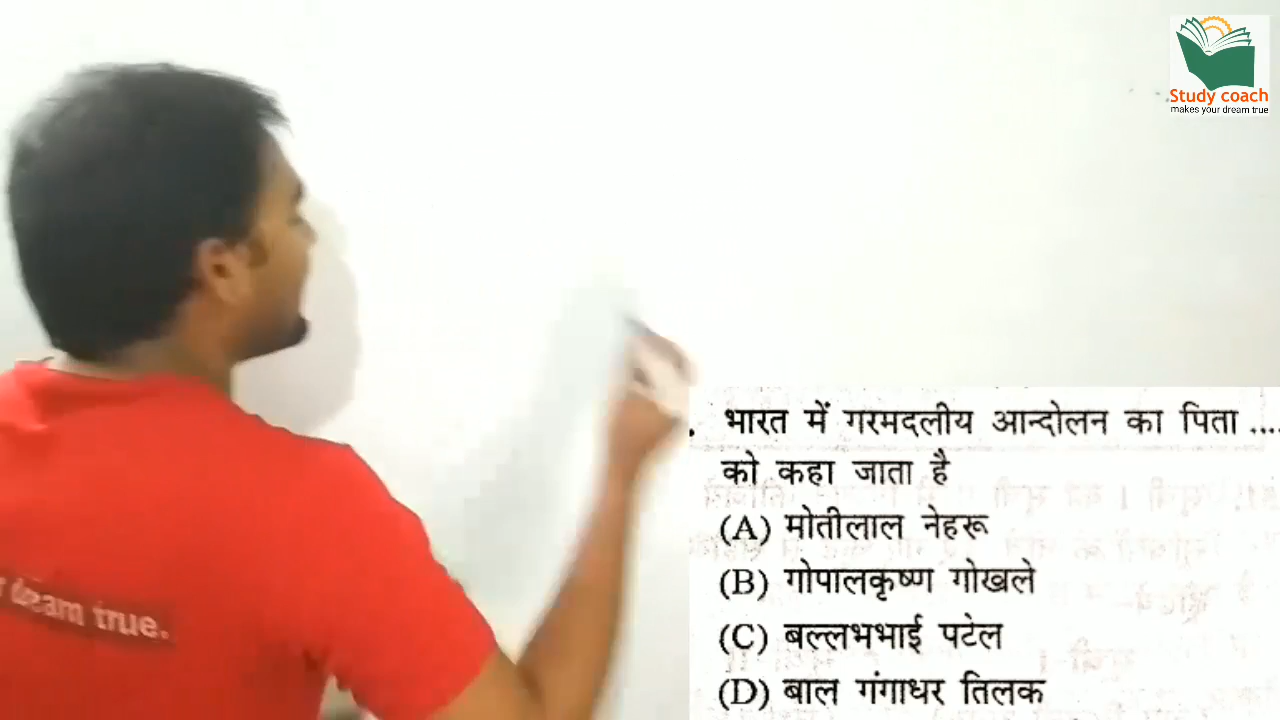 Study coach
makes your dream true
. भारत में गरमदलीय आन्दोलन का पिता ....
को कहा जाता है
(A) मोतीलाल नेहरू
(B) गोपालकृष्ण गोखले
(C) बल्लभभाई पटेल
(D) बाल गंगाधर तिलक
r dream true.